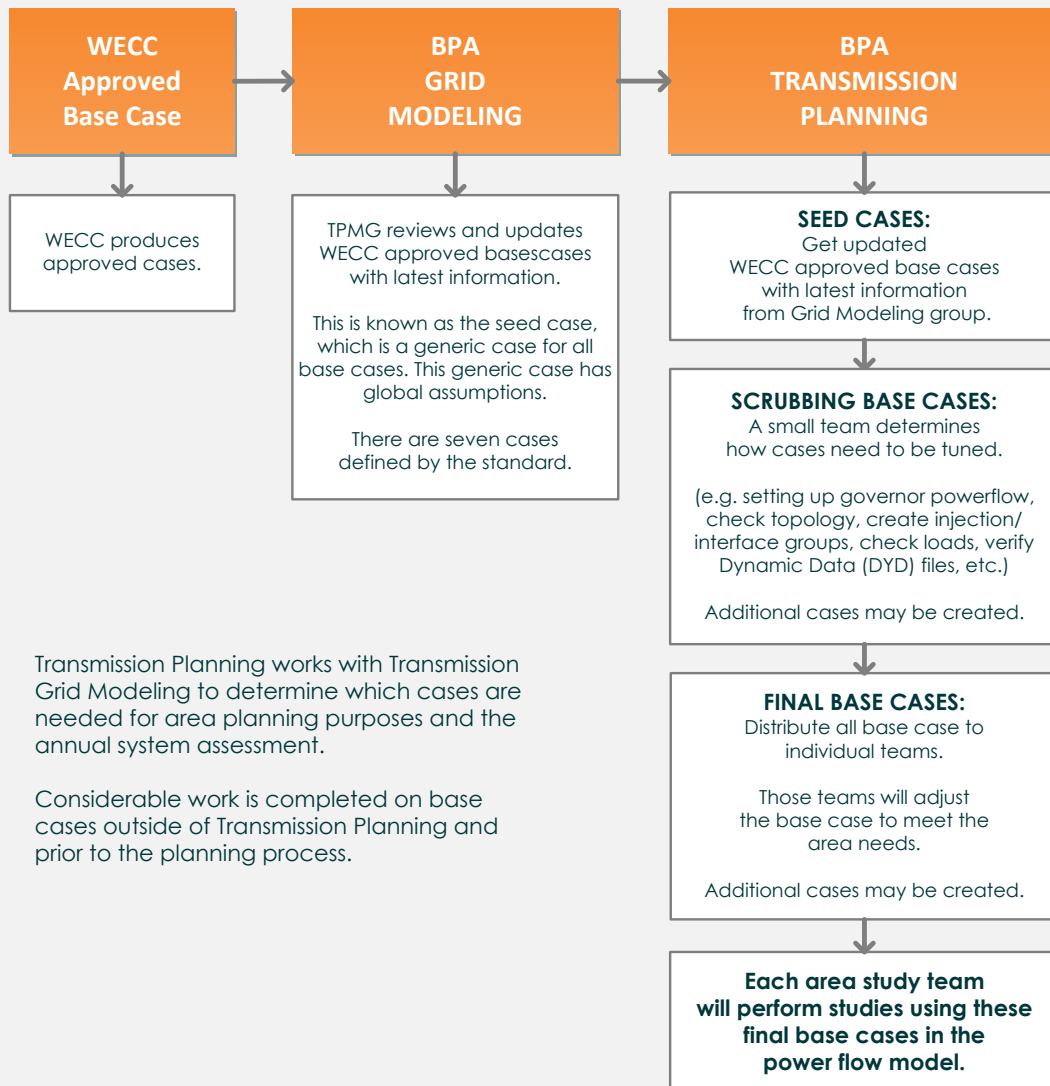 WECC
Approved
Base Case
BPA
GRID
MODELING
BPA
TRANSMISSION
PLANNING
WECC produces
approved cases.
TPMG reviews and updates
WECC approved basescases
with latest information.
This is known as the seed case,
which is a generic case for all
base cases. This generic case has
global assumptions.
There are seven cases
defined by the standard.
SEED CASES:
Get updated
WECC approved base cases
with latest information
from Grid Modeling group.
SCRUBBING BASE CASES:
A small team determines
how cases need to be tuned.
(e.g. setting up governor powerflow,
check topology, create injection/
interface groups, check loads, verify
Dynamic Data (DYD) files, etc.)
Additional cases may be created.
FINAL BASE CASES:
Distribute all base case to
individual teams.
Those teams will adjust
the base case to meet the
area needs.
Additional cases may be created.
Each area study team
will perform studies using these
final base cases in the
power flow model.
Transmission Planning works with Transmission
Grid Modeling to determine which cases are
needed for area planning purposes and the
annual system assessment.
Considerable work is completed on base
cases outside of Transmission Planning and
prior to the planning process.